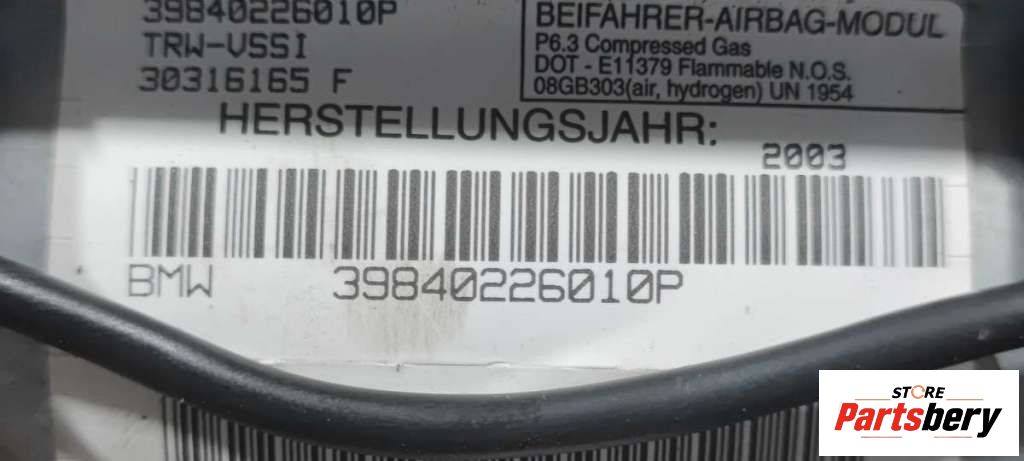 39840226010P
TRW-VSSI
30316165 F
BEIFAHRER-AIRBAG-MODUL
P6.3 Compressed Gas
DOT - E11379 Flammable N.O.S.
08GB303(air, hydrogen) UN 1954
HERSTELLUNGSJAHR:
2003
BMW 39840226010P
STORE
Partsbery